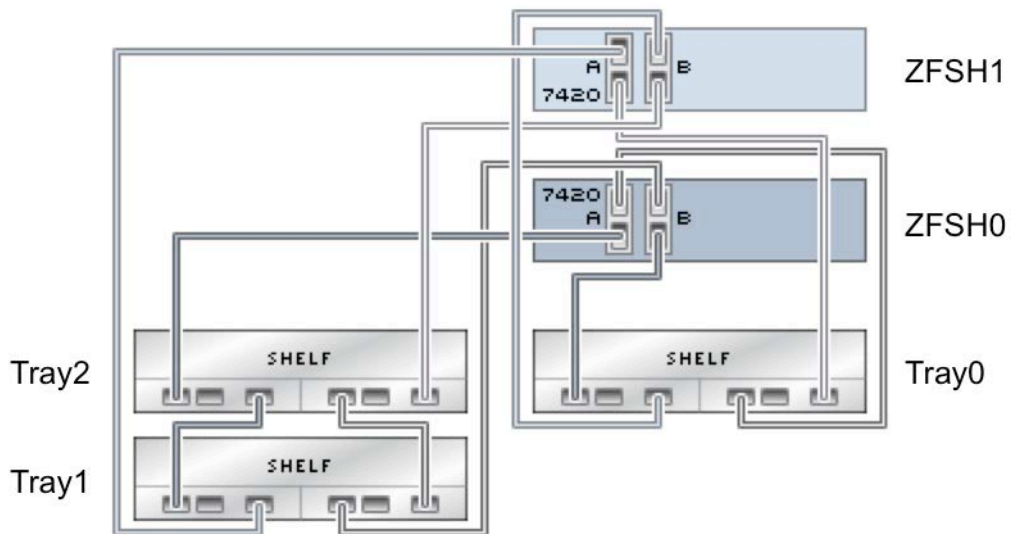 A B
7420
ZFSH1
7420
A B
ZFSH0
Tray2
SHELF
SHELF
Tray0
Tray1
SHELF